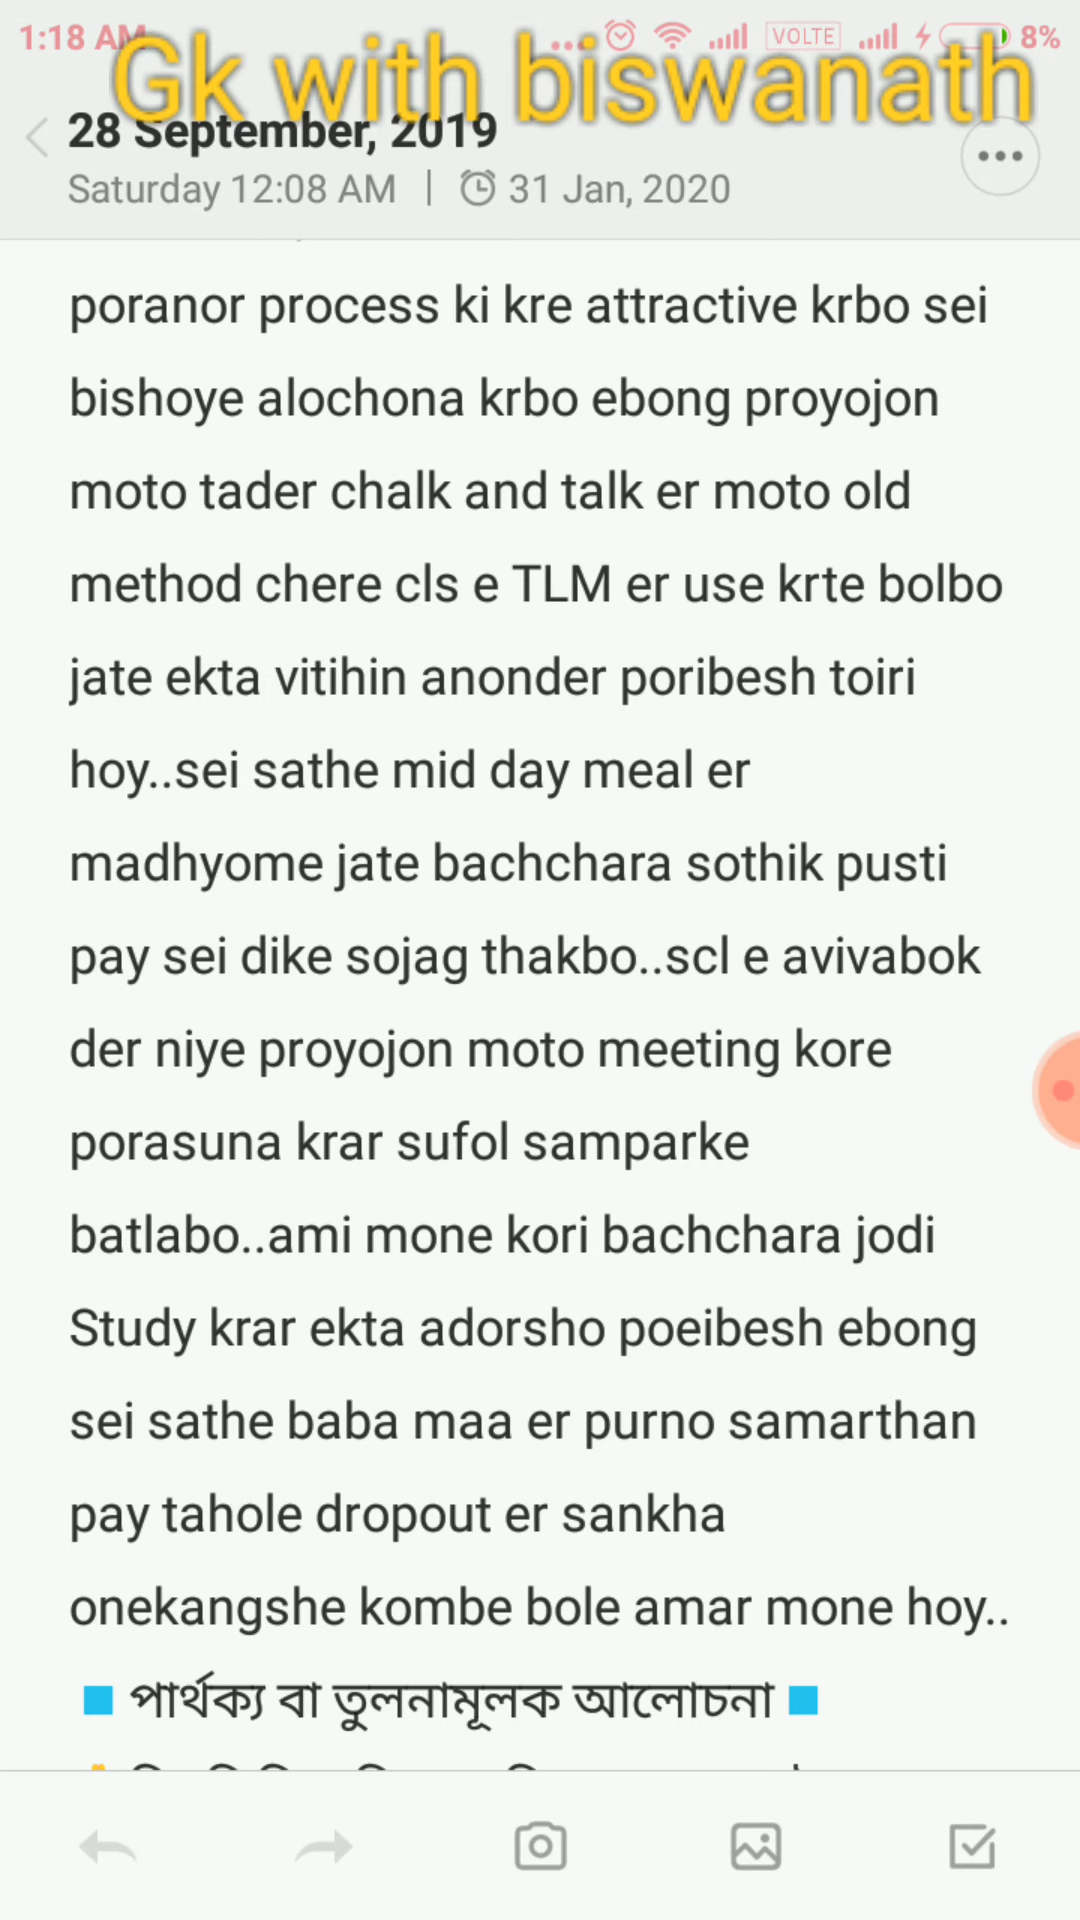 1:18 AM
VOLTE
8%
Gk with biswanath
28 September, 2019
Saturday 12:08 AM | 31 Jan, 2020
poranor process ki kre attractive krbo sei
bishoye alochona krbo ebong proyojon
moto tader chalk and talk er moto old
method chere cls e TLM er use krte bolbo
jate ekta vitihin anonder poribesh toiri
hoy..sei sathe mid day meal er
madhyome jate bachchara sothik pusti
pay sei dike sojag thakbo..scl e avivabok
der niye proyojon moto meeting kore
porasuna krar sufol samparke
batlabo..ami mone kori bachchara jodi
Study krar ekta adorsho poeibesh ebong
sei sathe baba maa er purno samarthan
pay tahole dropout er sankha
onekangshe kombe bole amar mone hoy..
পার্থক্য বা তুলনামূলক আলোচনা